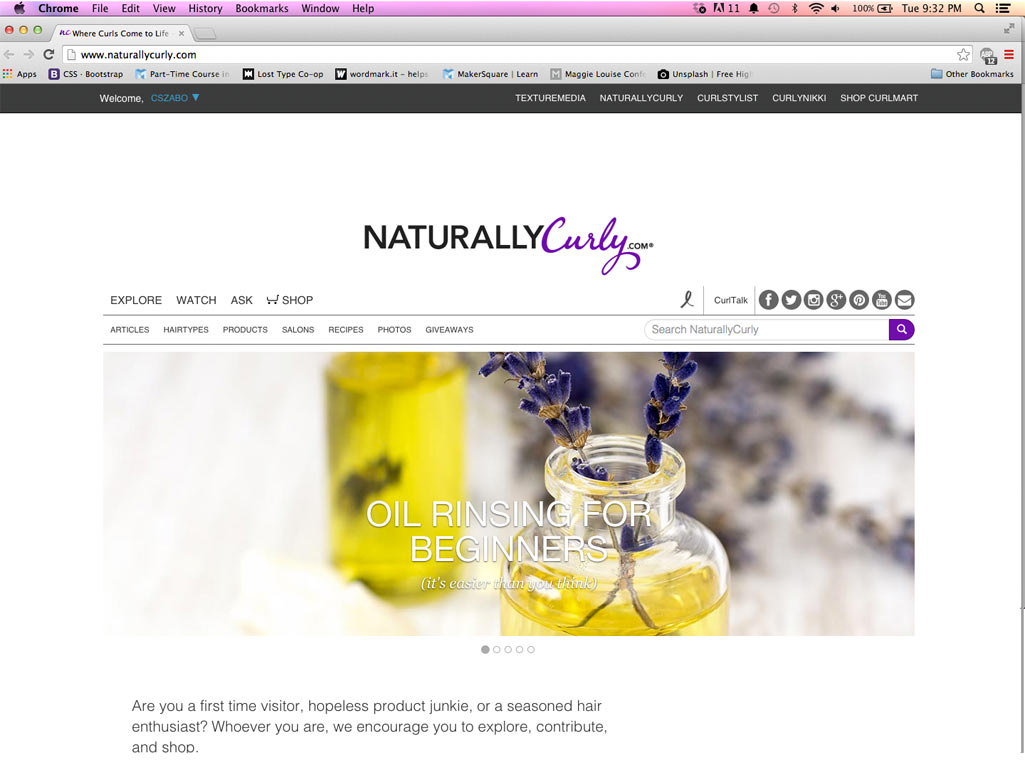 Chrome File Edit View History Bookmarks Window Help 11 100% Tue 9:32 PM
nc Where Curls Come to Life
www.naturallycurly.com ABP 12
Apps B CSS · Bootstrap Part-Time Course in Lost Type Co-op W wordmark.it - helps MakerSquare | Learn M Maggie Louise Confe Unsplash | Free High Other Bookmarks
Welcome, CSZABO TEXTUREMEDIA NATURALLYCURLY CURLSTYLIST CURLYNIKKI SHOP CURLMART
NATURALLYCurly.COM®
EXPLORE WATCH ASK SHOP CurlTalk You Tube
ARTICLES HAIRTYPES PRODUCTS SALONS RECIPES PHOTOS GIVEAWAYS Search NaturallyCurly
OIL RINSING FOR
BEGINNERS
(it's easier than you think)
Are you a first time visitor, hopeless product junkie, or a seasoned hair
enthusiast? Whoever you are, we encourage you to explore, contribute,
and shop.